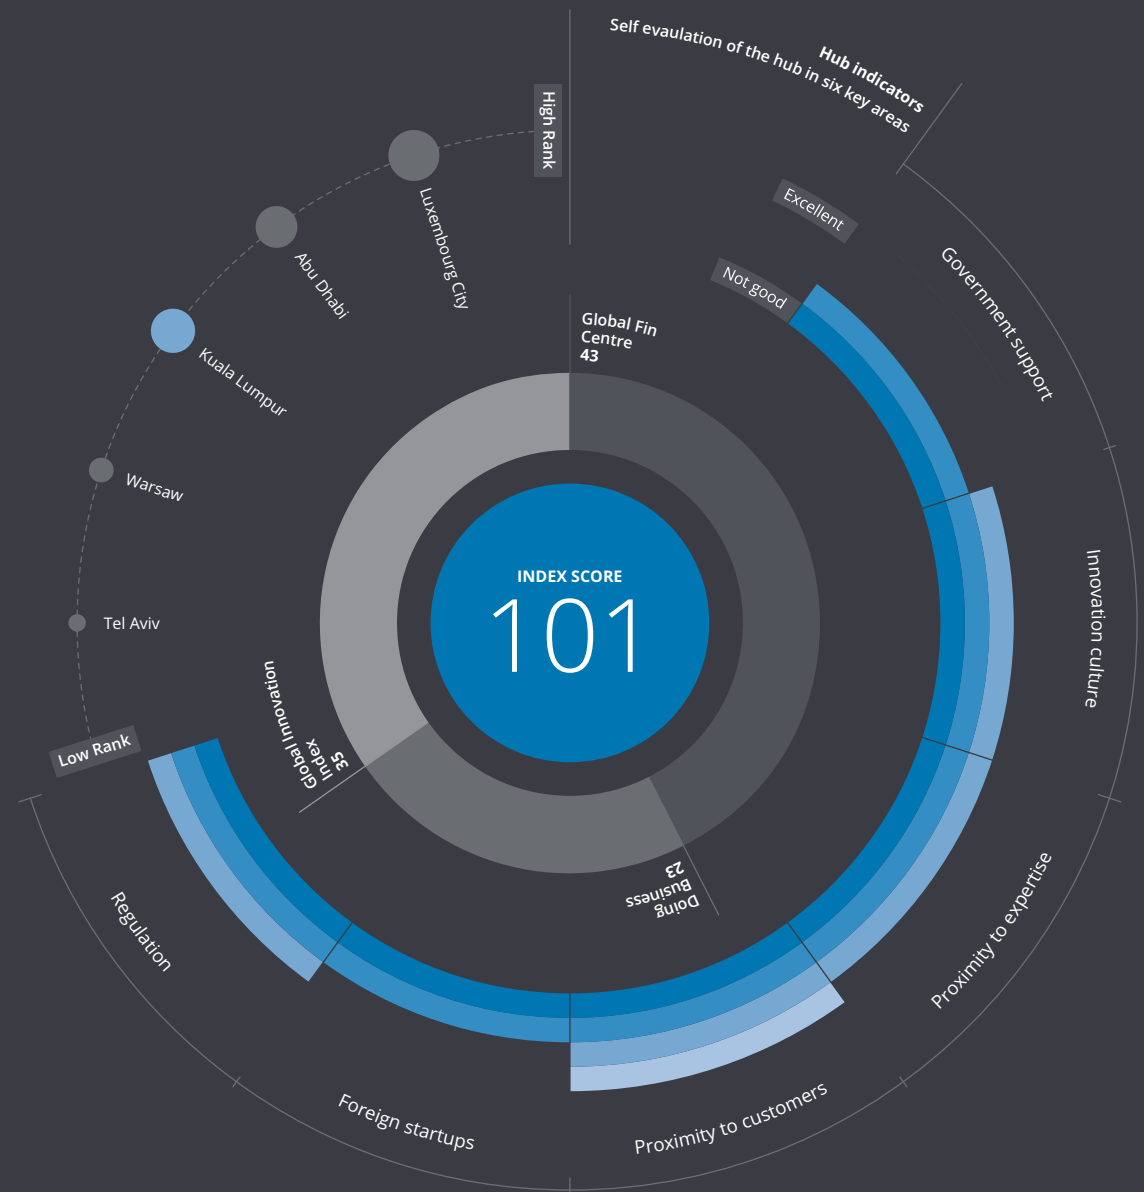 Self evaulation of the hub in six key areas
Hub indicators
High Rank
Luxembourg City
Abu Dhabi
Kuala Lumpur
Warsaw
Tel Aviv
Low Rank
Excellent
Not good
Government support
Innovation culture
Proximity to expertise
Proximity to customers
Foreign startups
Regulation
Global Fin
Centre
43
Doing
Business
23
Global Innovation
Index
35
INDEX SCORE
101